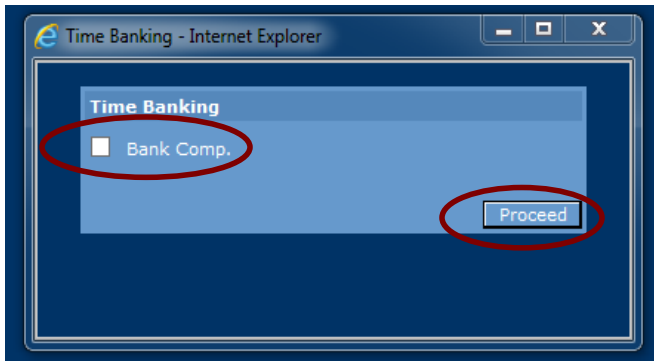 Time Banking - Internet Explorer
Time Banking
Bank Comp.
Proceed